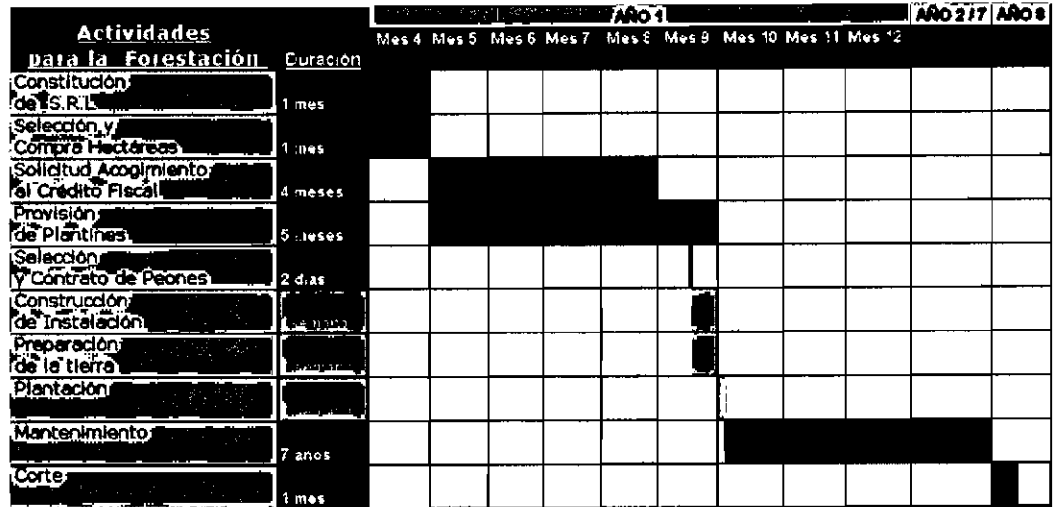 AÑO 1 AÑO 2/7 AÑO 8
Actividades
para la Forestación Duración Mes 4 Mes 5 Mes 6 Mes 7 Mes 8 Mes 9 Mes 10 Mes 11 Mes 12
Constitución
de S.R.L 1 mes
Selección y
Compra Hectáreas 1 mes
Solicitud Acogimiento
al Crédito Fiscal 4 meses
Provisión
de Plantines 5 meses
Selección
y Contrato de Peones 2 dias
Construcción
de Instalación
Preparación
de la tierra
Plantación
Mantenimiento
7 anos
Corte
1 mes